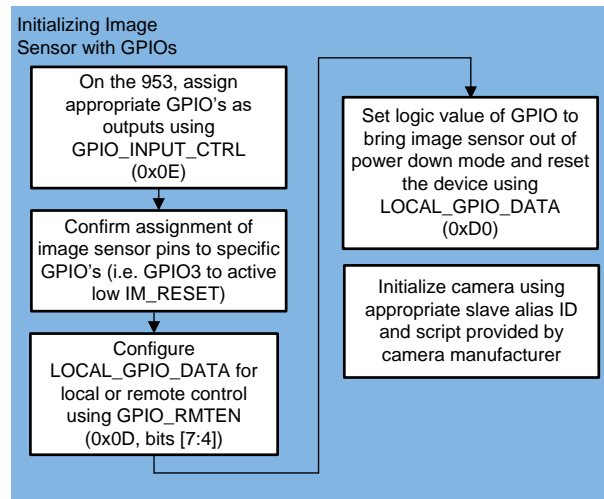 Initializing Image
Sensor with GPIOs
On the 953, assign
appropriate GPIO's as
outputs using
GPIO_INPUT_CTRL
(0x0E)
Confirm assignment of
image sensor pins to specific
GPIO's (i.e. GPIO3 to active
low IM_RESET)
Configure
LOCAL_GPIO_DATA for
local or remote control
using GPIO_RMTEN
(0x0D, bits [7:4])
Set logic value of GPIO to
bring image sensor out of
power down mode and reset
the device using
LOCAL_GPIO_DATA
(0xD0)
Initialize camera using
appropriate slave alias ID
and script provided by
camera manufacturer